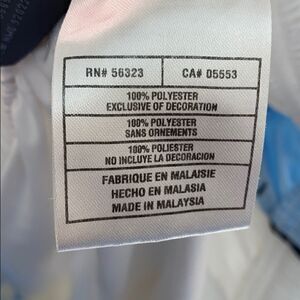 RN# 56323 CA# 05553
100% POLYESTER
EXCLUSIVE OF DECORATION
100% POLYESTER
SANS ORNEMENTS
100% POLIESTER
NO INCLUYE LA DECORACION
FABRIQUE EN MALAISIE
HECHO EN MALASIA
MADE IN MALAYSIA